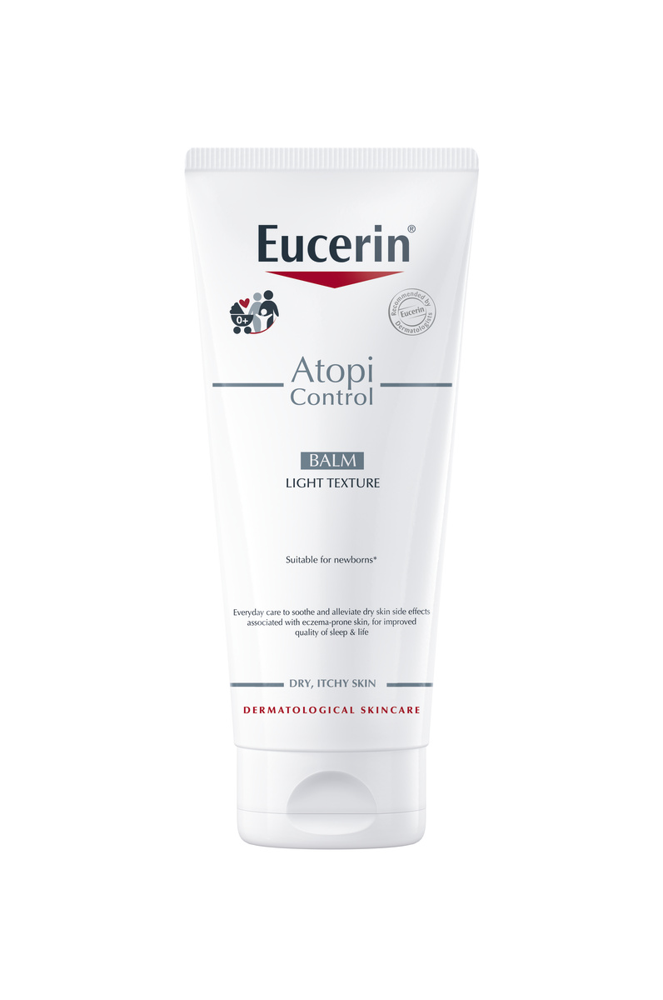 Eucerin®
0+
Recommended by
Eucerin
Dermatologists
Atopi
Control
BALM
LIGHT TEXTURE
Suitable for newborns*
Everyday care to soothe and alleviate dry skin side effects
associated with eczema-prone skin, for improved
quality of sleep & life
DRY, ITCHY SKIN
DERMATOLOGICAL SKINCARE